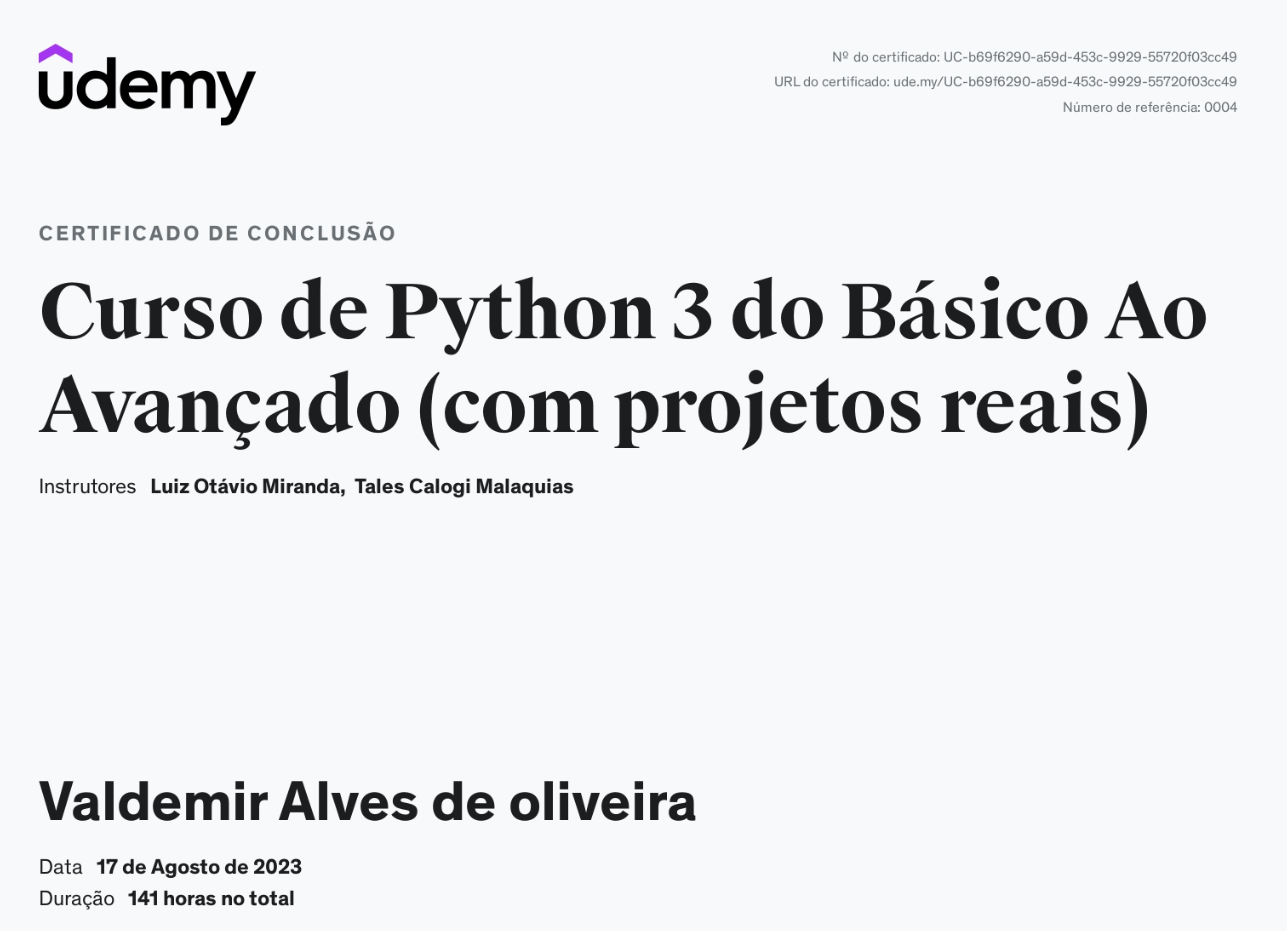 udemy
Nº do certificado: UC-b69f6290-a59d-453c-9929-55720f03cc49
URL do certificado: ude.my/UC-b69f6290-a59d-453c-9929-55720f03cc49
Número de referência: 0004
CERTIFICADO DE CONCLUSÃO
Curso de Python 3 do Básico Ao
Avançado (com projetos reais)
Instrutores Luiz Otávio Miranda, Tales Calogi Malaquias
Valdemir Alves de oliveira
Data 17 de Agosto de 2023
Duração 141 horas no total